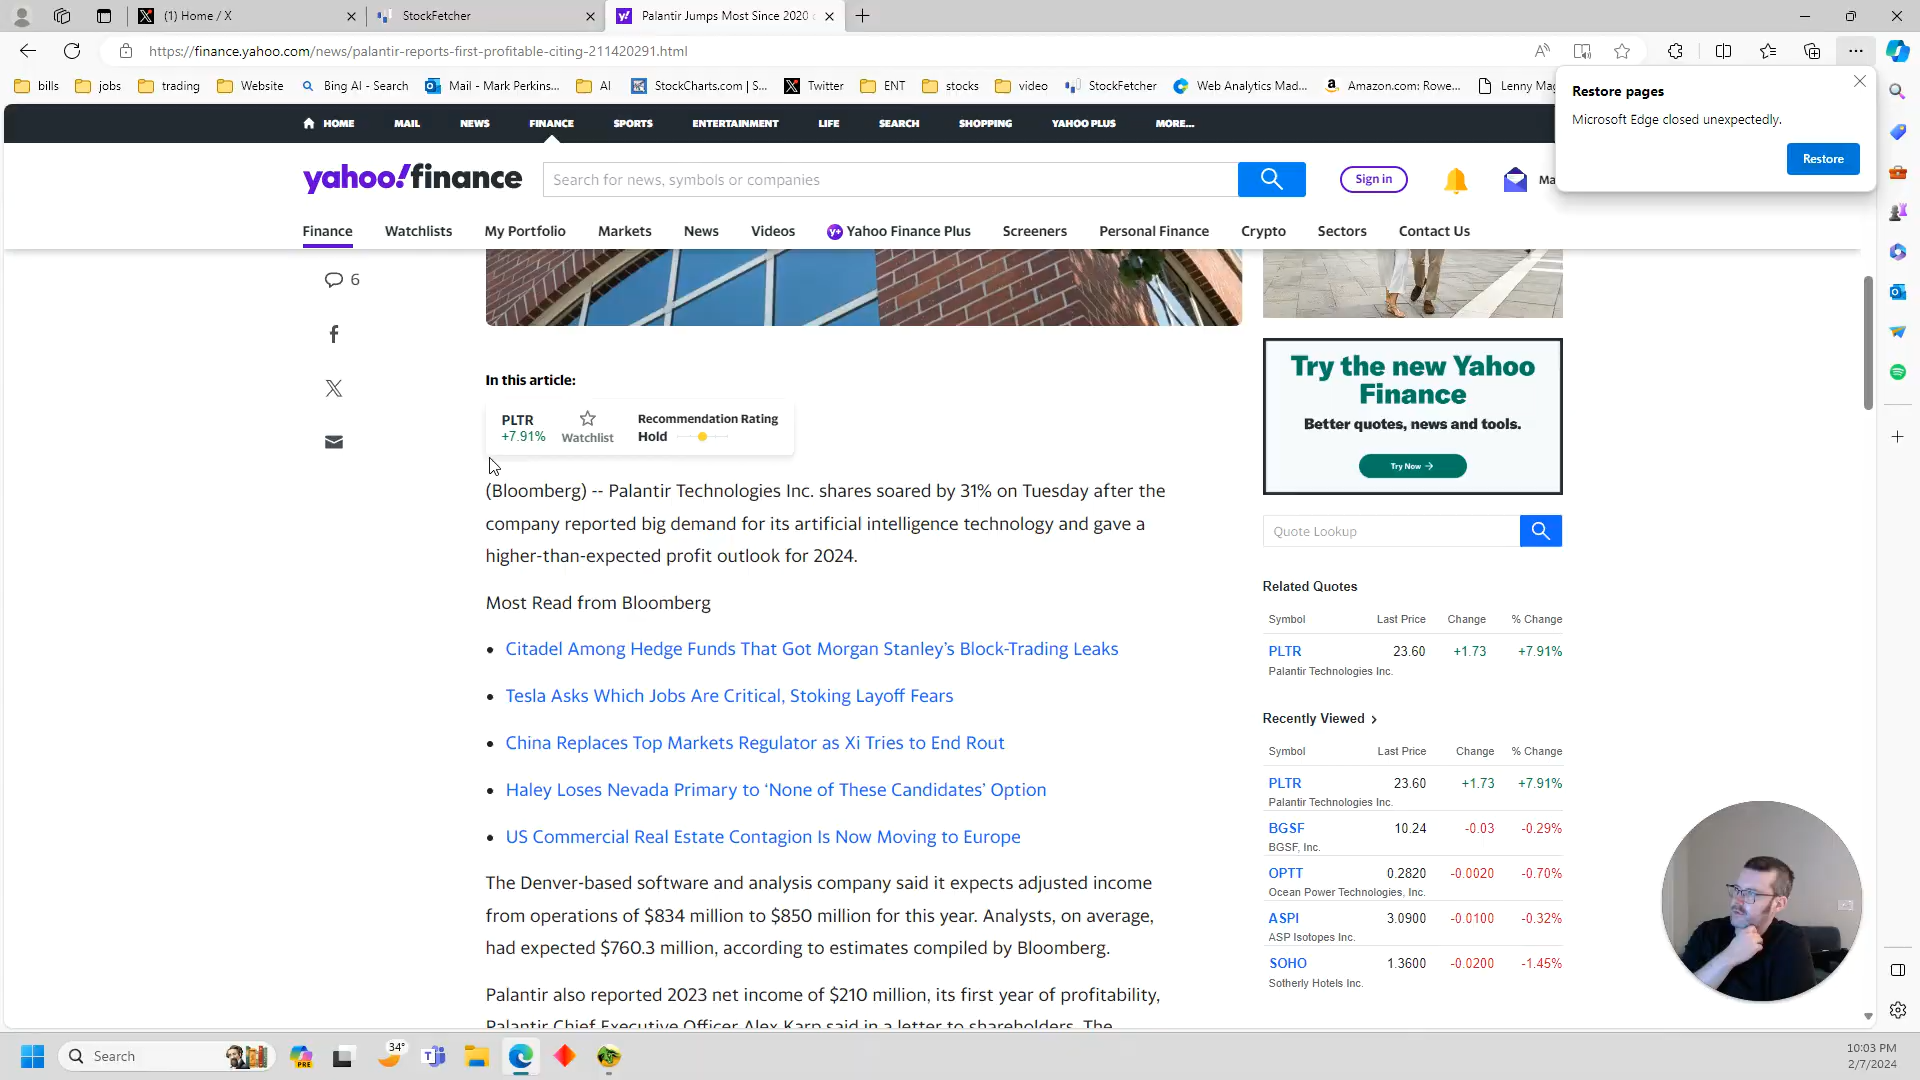 (1) Home / X
StockFetcher
Palantir Jumps Most Since 2020
https://finance.yahoo.com/news/palantir-reports-first-profitable-citing-211420291.html
bills
jobs
trading
Website
Bing AI - Search
Mail - Mark Perkins...
AI
StockCharts.com | S...
Twitter
ENT
stocks
video
StockFetcher
Web Analytics Mad...
Amazon.com: Rowe...
Lenny Mag
Restore pages
Microsoft Edge closed unexpectedly.
Restore
HOME
MAIL
NEWS
FINANCE
SPORTS
ENTERTAINMENT
LIFE
SEARCH
SHOPPING
YAHOO PLUS
MORE...
yahoo!finance
Search for news, symbols or companies
Sign in
Ma
Finance
Watchlists
My Portfolio
Markets
News
Videos
Yahoo Finance Plus
Screeners
Personal Finance
Crypto
Sectors
Contact Us
6
In this article:
PLTR
+7.91%
Watchlist
Recommendation Rating
Hold
(Bloomberg) -- Palantir Technologies Inc. shares soared by 31% on Tuesday after the
company reported big demand for its artificial intelligence technology and gave a
higher-than-expected profit outlook for 2024.
Most Read from Bloomberg
• Citadel Among Hedge Funds That Got Morgan Stanley’s Block-Trading Leaks
• Tesla Asks Which Jobs Are Critical, Stoking Layoff Fears
• China Replaces Top Markets Regulator as Xi Tries to End Rout
• Haley Loses Nevada Primary to ‘None of These Candidates’ Option
• US Commercial Real Estate Contagion Is Now Moving to Europe
The Denver-based software and analysis company said it expects adjusted income
from operations of $834 million to $850 million for this year. Analysts, on average,
had expected $760.3 million, according to estimates compiled by Bloomberg.
Palantir also reported 2023 net income of $210 million, its first year of profitability,
Palantir Chief Executive Officer Alex Karp said in a letter to shareholders. The
Try the new Yahoo
Finance
Better quotes, news and tools.
Try Now →
Quote Lookup
Related Quotes
Symbol Last Price Change % Change
PLTR 23.60 +1.73 +7.91%
Palantir Technologies Inc.
Recently Viewed >
Symbol Last Price Change % Change
PLTR 23.60 +1.73 +7.91%
Palantir Technologies Inc.
BGSF 10.24 -0.03 -0.29%
BGSF, Inc.
OPTT 0.2820 -0.0020 -0.70%
Ocean Power Technologies, Inc.
ASPI 3.0900 -0.0100 -0.32%
ASP Isotopes Inc.
SOHO 1.3600 -0.0200 -1.45%
Sotherly Hotels Inc.
Search
PRE
34°
10:03 PM
2/7/2024